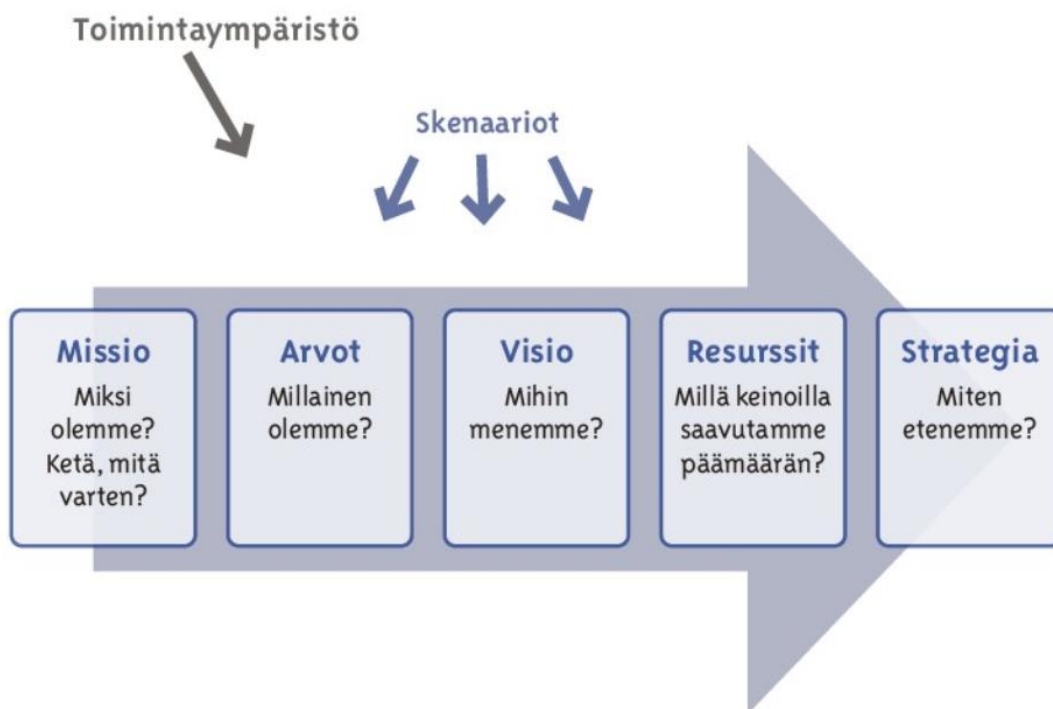 Toimintaympäristö
Skenaariot
Missio
Miksi
olemme?
Ketä, mitä
varten?
Arvot
Millainen
olemme?
Visio
Mihin
menemme?
Resurssit
Millä keinoilla
saavutamme
päämäärän?
Strategia
Miten
etenemme?